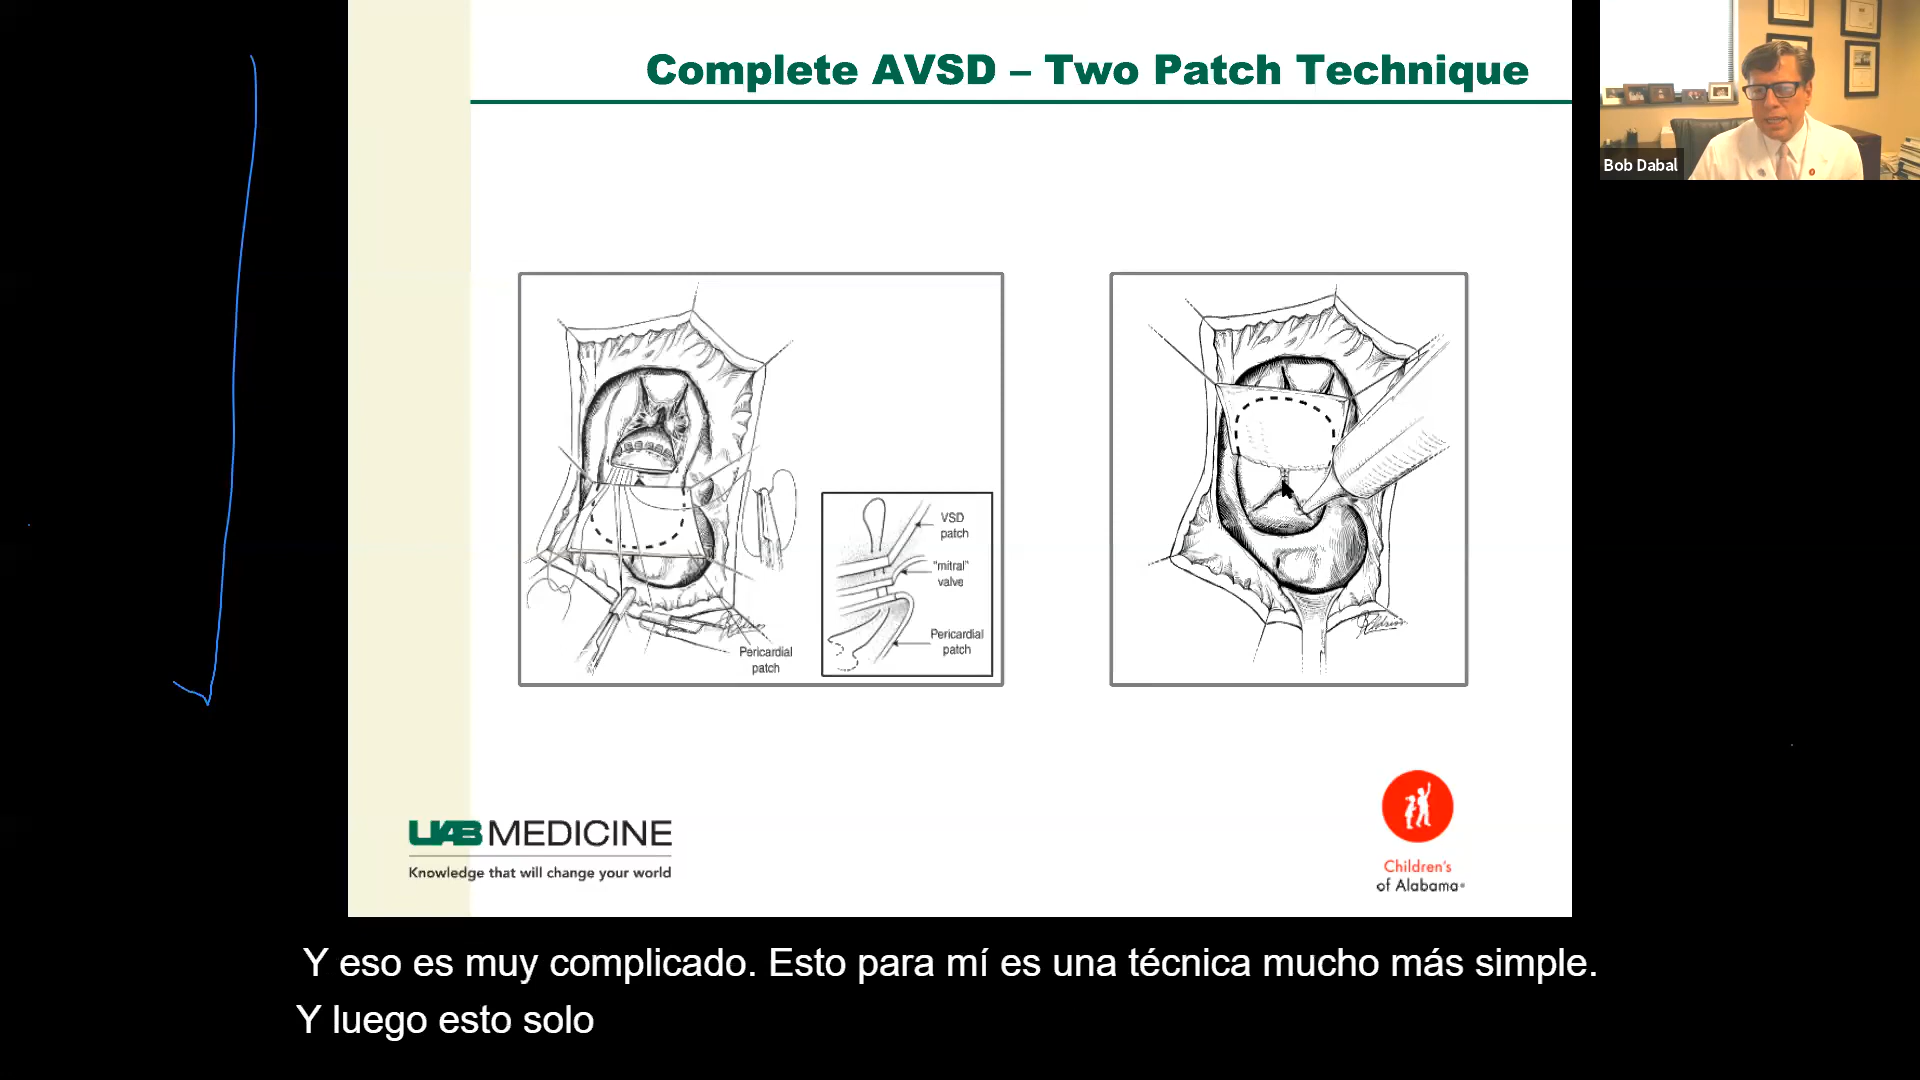 Complete AVSD – Two Patch Technique
Bob Dabal
VSD
patch
"mitral"
valve
Pericardial
patch
Pericardial
patch
UAB MEDICINE
Knowledge that will change your world
Children's
of Alabama®
Y eso es muy complicado. Esto para mí es una técnica mucho más simple.
Y luego esto solo